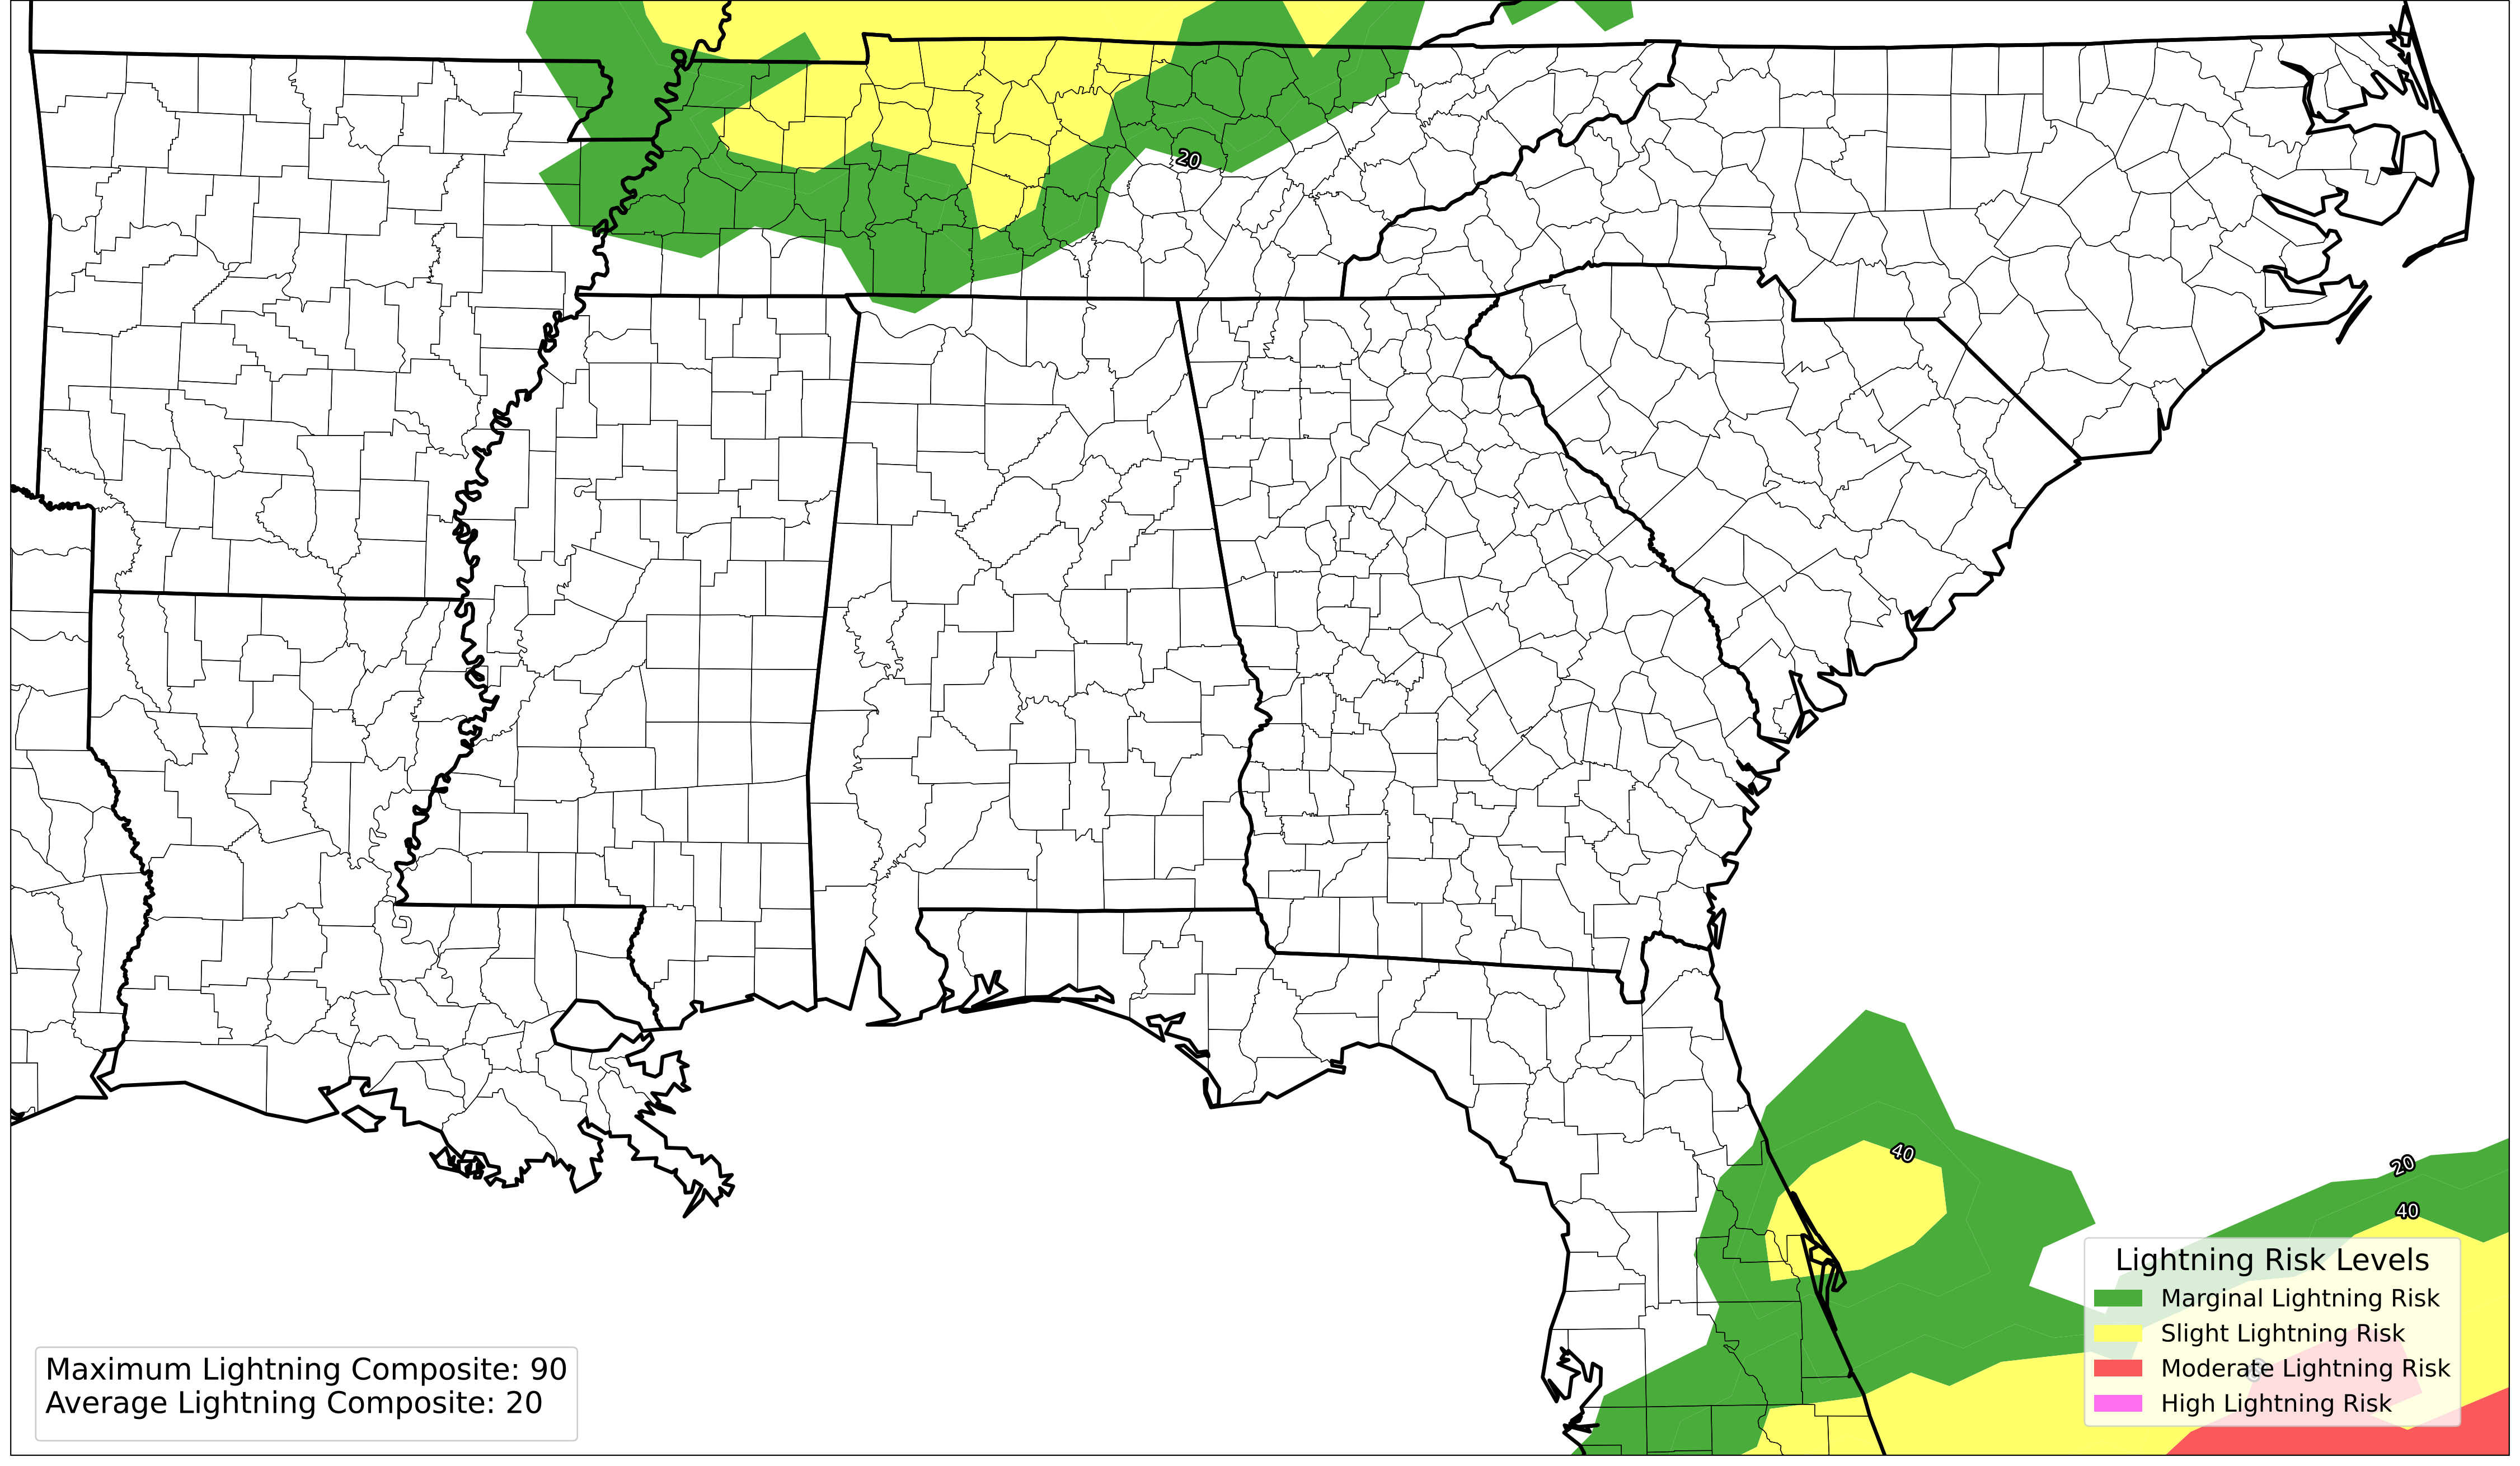 20
40
20
40
Lightning Risk Levels
Marginal Lightning Risk
Slight Lightning Risk
Moderate Lightning Risk
High Lightning Risk
Maximum Lightning Composite: 90
Average Lightning Composite: 20